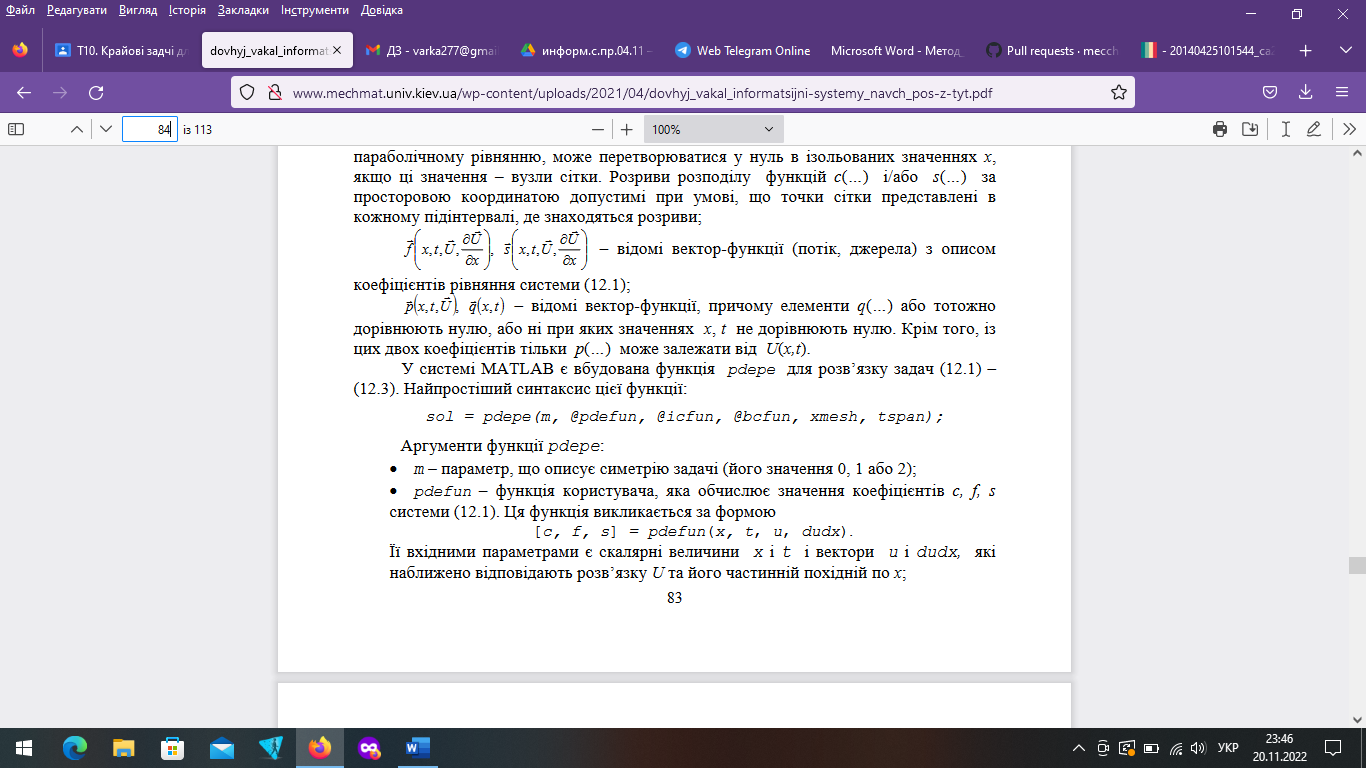 Файл Редагувати Вигляд Історія Закладки Інструменти Довідка
Т10. Крайові задчі дл dovhyj_vakal_informat ДЗ - varka277@gmai информ.с.пр.04.11 – Web Telegram Online Microsoft Word - Метод_ Pull requests · mecch - 20140425101544_ca2
www.mechmat.univ.kiev.ua/wp-content/uploads/2021/04/dovhyj_vakal_informatsijni-systemy_navch_pos-z-tyt.pdf
84 із 113 100%
параболічному рівнянню, може перетворюватися у нуль в ізольованих значеннях x,
якщо ці значення – вузли сітки. Розриви розподілу функцій c(…) і/або s(…) за
просторовою координатою допустимі при умові, що точки сітки представлені в
кожному підінтервалі, де знаходяться розриви;
f⃗(x,t,U⃗,∂U⃗/∂x), s⃗(x,t,U⃗,∂U⃗/∂x) – відомі вектор-функції (потік, джерела) з описом
коефіцієнтів рівняння системи (12.1);
p⃗(x,t,U⃗), q⃗(x,t) – відомі вектор-функції, причому елементи q(…) або тотожно
дорівнюють нулю, або ні при яких значеннях x, t не дорівнюють нулю. Крім того, із
цих двох коефіцієнтів тільки p(…) може залежати від U(x,t).
У системі MATLAB є вбудована функція pdepe для розв’язку задач (12.1) –
(12.3). Найпростіший синтаксис цієї функції:
sol = pdepe(m, @pdefun, @icfun, @bcfun, xmesh, tspan);
Аргументи функції pdepe:
• m – параметр, що описує симетрію задачі (його значення 0, 1 або 2);
• pdefun – функція користувача, яка обчислює значення коефіцієнтів c, f, s
системи (12.1). Ця функція викликається за формою
[c, f, s] = pdefun(x, t, u, dudx).
Її вхідними параметрами є скалярні величини x і t і вектори u і dudx, які
наближено відповідають розв’язку U та його частинній похідній по x;
83
УКР 23:46
20.11.2022